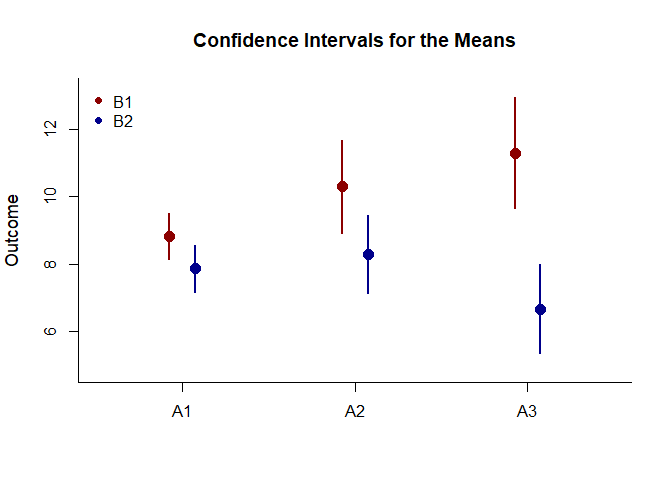 Confidence Intervals for the Means
B1
B2
Outcome
12
10
8
6
A1
A2
A3